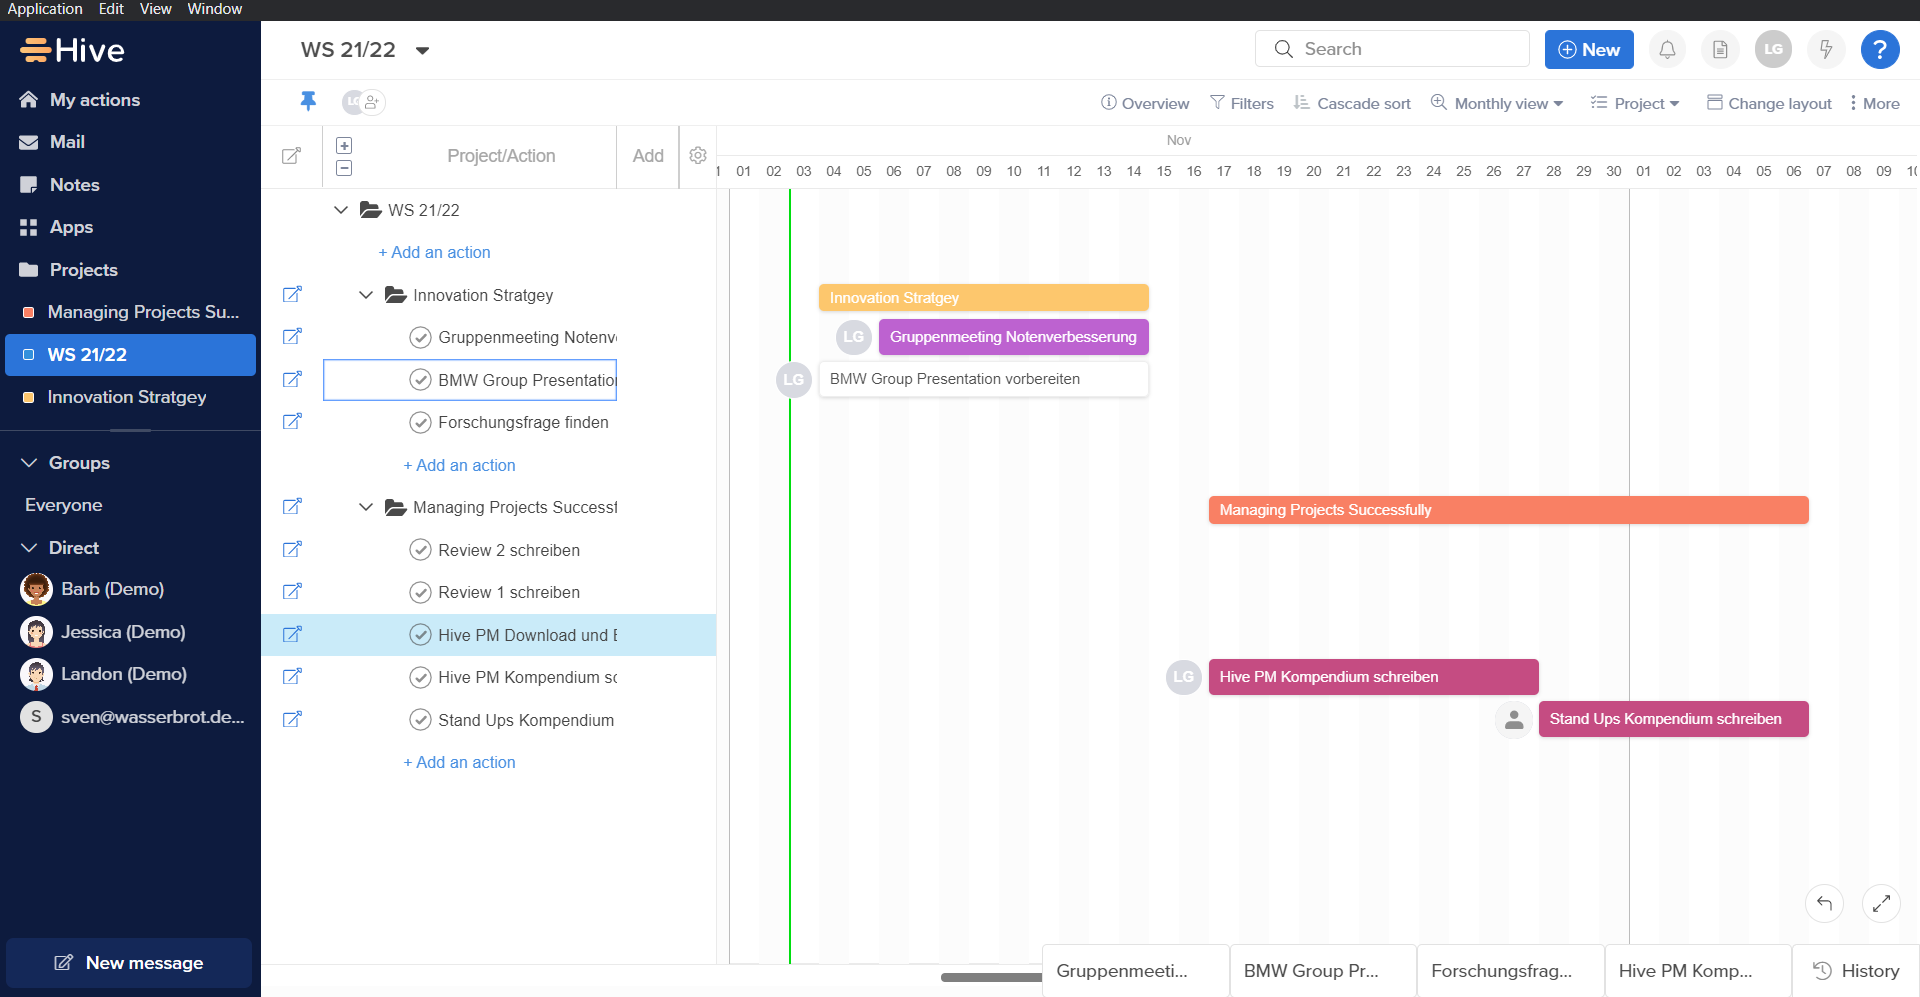 Application Edit View Window
Hive
My actions
Mail
Notes
Apps
Projects
Managing Projects Su...
WS 21/22
Innovation Stratgey
Groups
Everyone
Direct
Barb (Demo)
Jessica (Demo)
Landon (Demo)
S sven@wasserbrot.de...
New message
WS 21/22
Search
New
LG
?
LG
Overview Filters Cascade sort Monthly view Project Change layout More
Project/Action Add
Nov
01 02 03 04 05 06 07 08 09 10 11 12 13 14 15 16 17 18 19 20 21 22 23 24 25 26 27 28 29 30 01 02 03 04 05 06 07 08 09
WS 21/22
+ Add an action
Innovation Stratgey
Gruppenmeeting Notenv
BMW Group Presentation
Forschungsfrage finden
+ Add an action
Managing Projects Successf
Review 2 schreiben
Review 1 schreiben
Hive PM Download und
Hive PM Kompendium sc
Stand Ups Kompendium
+ Add an action
Innovation Stratgey
LG Gruppenmeeting Notenverbesserung
LG BMW Group Presentation vorbereiten
Managing Projects Successfully
LG Hive PM Kompendium schreiben
Stand Ups Kompendium schreiben
Gruppenmeeti... BMW Group Pr... Forschungsfrag... Hive PM Komp... History